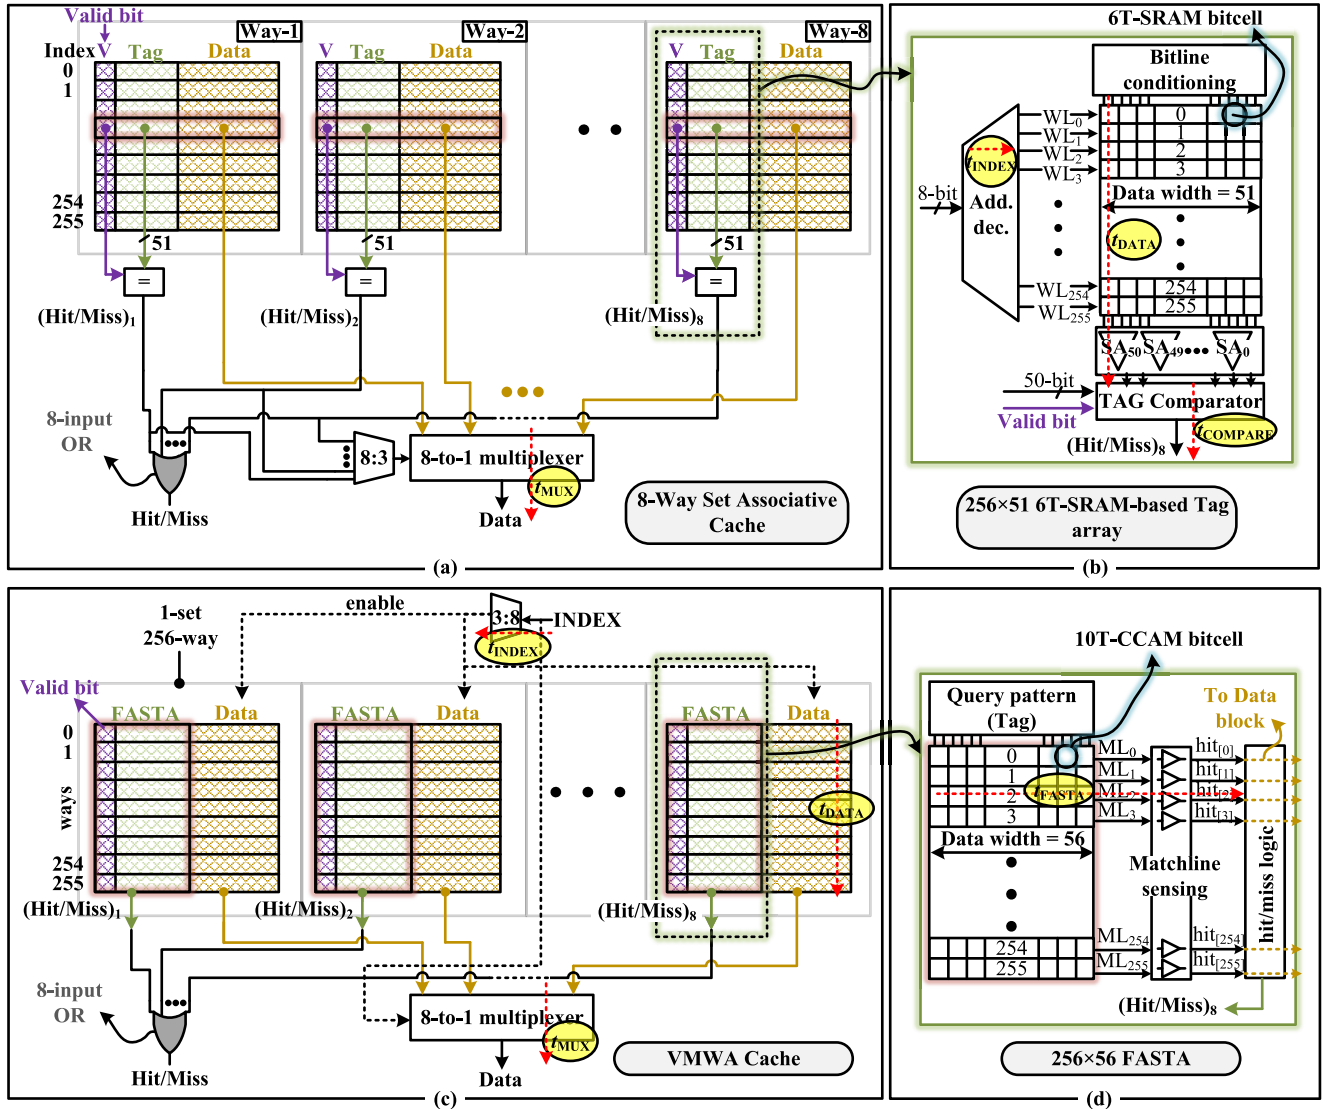 Valid bit
Way-1
Way-2
Way-8
Index V Tag Data
V Tag Data
V Tag Data
0
1
254
255
51
51
51
=
=
=
(Hit/Miss)1
(Hit/Miss)2
(Hit/Miss)8
8-input
OR
8:3
8-to-1 multiplexer
tMUX
Hit/Miss
Data
8-Way Set Associative
Cache
(a)
6T-SRAM bitcell
Bitline
conditioning
WL0
WL1
WL2
WL3
0
1
2
3
tINDEX
8-bit
Add.
dec.
Data width = 51
tDATA
WL254
WL255
254
255
SA50 SA49 SA0
50-bit
Valid bit
TAG Comparator
tCOMPARE
(Hit/Miss)8
256×51 6T-SRAM-based Tag
array
(b)
1-set
256-way
enable
3:8
INDEX
tINDEX
Valid bit
FASTA Data
FASTA Data
FASTA Data
0
1
ways
254
255
tDATA
(Hit/Miss)1
(Hit/Miss)2
(Hit/Miss)8
8-input
OR
8-to-1 multiplexer
tMUX
Hit/Miss
Data
VMWA Cache
(c)
10T-CCAM bitcell
Query pattern
(Tag)
To Data
block
0
1
2
3
ML0
ML1
ML2
ML3
hit[0]
hit[1]
hit[2]
hit[3]
tFASTA
Data width = 56
Matchline
sensing
hit/miss logic
254
255
ML254
ML255
hit[254]
hit[255]
(Hit/Miss)8
256×56 FASTA
(d)